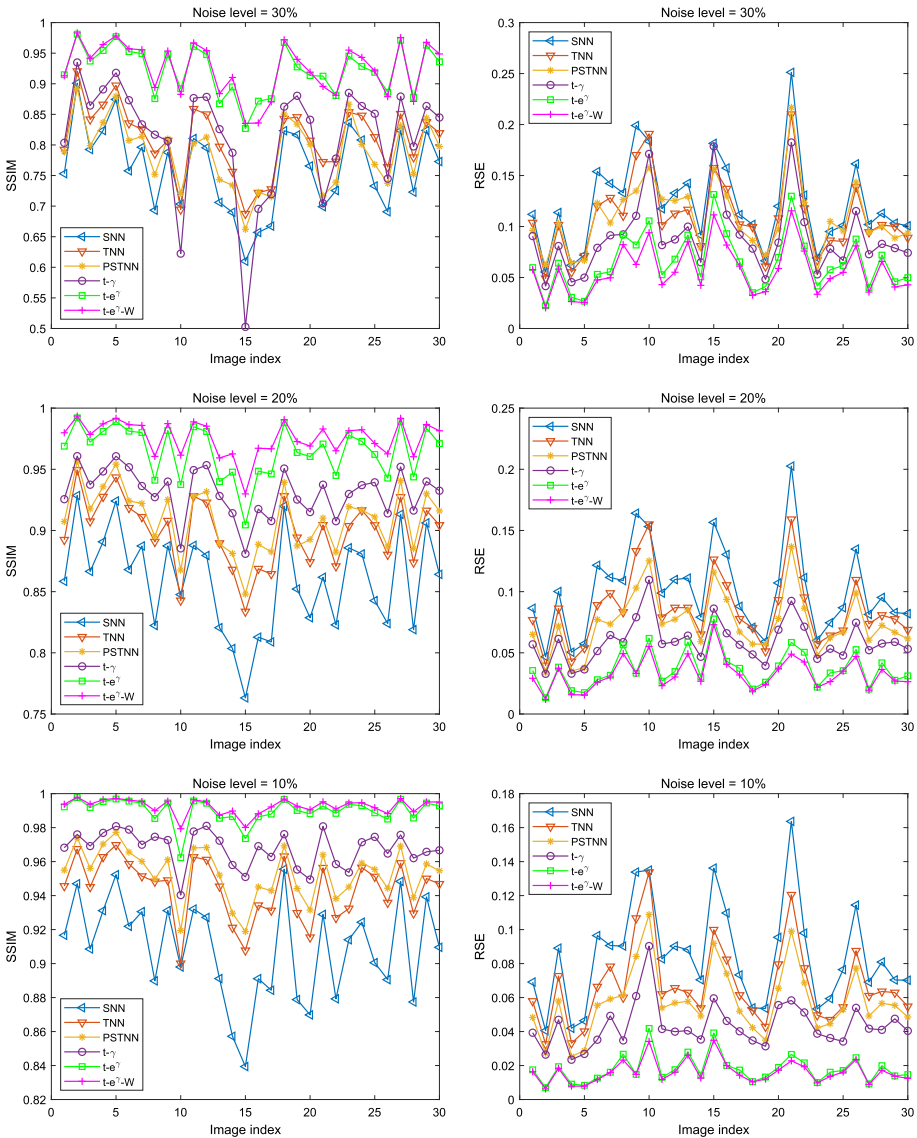 Noise level = 30%
1
0.95
0.9
0.85
0.8
0.75
0.7
0.65
0.6
0.55
0.5
SSIM
SNN
TNN
PSTNN
t-γ
t-e^γ
t-e^γ-W
0 5 10 15 20 25 30
Image index
Noise level = 30%
0.3
0.25
0.2
0.15
0.1
0.05
0
RSE
SNN
TNN
PSTNN
t-γ
t-e^γ
t-e^γ-W
0 5 10 15 20 25 30
Image index
Noise level = 20%
1
0.95
0.9
0.85
0.8
0.75
SSIM
SNN
TNN
PSTNN
t-γ
t-e^γ
t-e^γ-W
0 5 10 15 20 25 30
Image index
Noise level = 20%
0.25
0.2
0.15
0.1
0.05
0
RSE
SNN
TNN
PSTNN
t-γ
t-e^γ
t-e^γ-W
0 5 10 15 20 25 30
Image index
Noise level = 10%
1
0.98
0.96
0.94
0.92
0.9
0.88
0.86
0.84
0.82
SSIM
SNN
TNN
PSTNN
t-γ
t-e^γ
t-e^γ-W
0 5 10 15 20 25 30
Image index
Noise level = 10%
0.18
0.16
0.14
0.12
0.1
0.08
0.06
0.04
0.02
0
RSE
SNN
TNN
PSTNN
t-γ
t-e^γ
t-e^γ-W
0 5 10 15 20 25 30
Image index